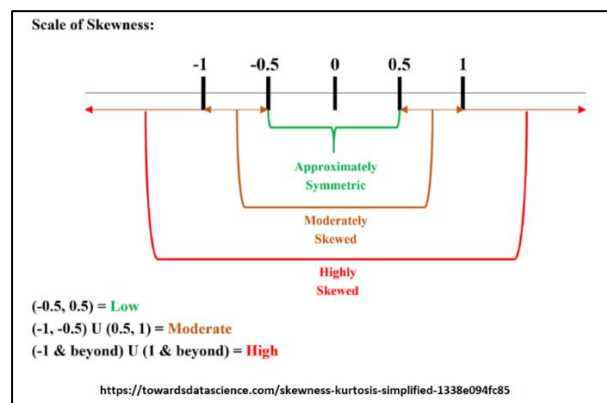 Scale of Skewness:
-1 -0.5 0 0.5 1
Approximately
Symmetric
Moderately
Skewed
Highly
Skewed
(-0.5, 0.5) = Low
(-1, -0.5) U (0.5, 1) = Moderate
(-1 & beyond) U (1 & beyond) = High
https://towardsdatascience.com/skewness-kurtosis-simplified-1338e094fc85